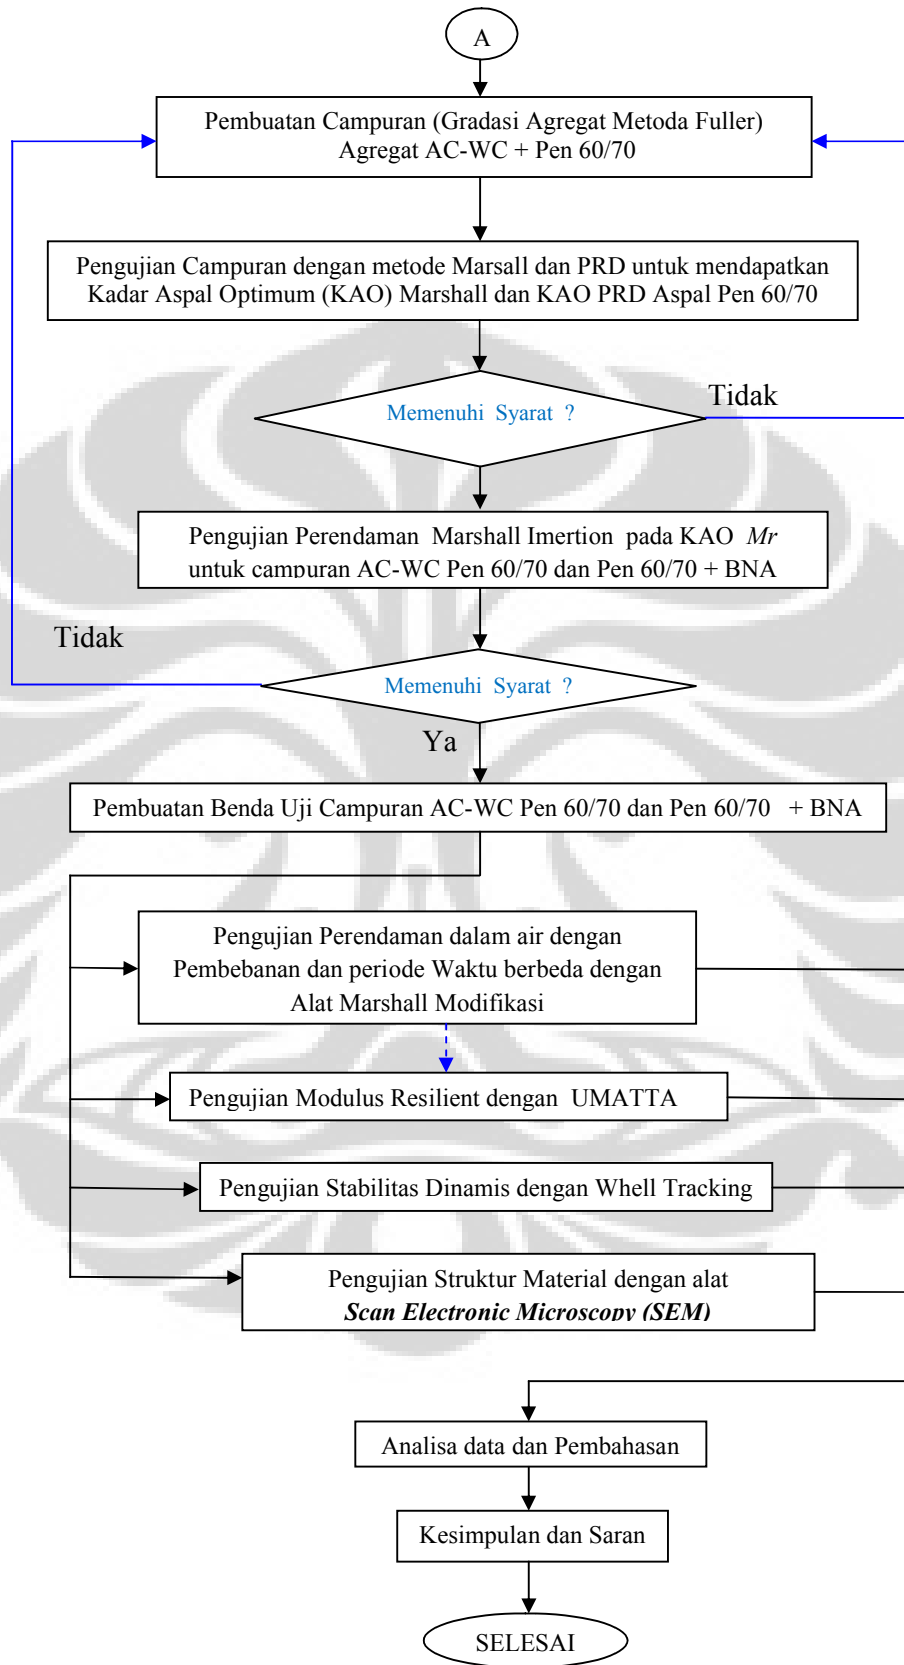 A
Pembuatan Campuran (Gradasi Agregat Metoda Fuller)
Agregat AC-WC + Pen 60/70
Pengujian Campuran dengan metode Marsall dan PRD untuk mendapatkan
Kadar Aspal Optimum (KAO) Marshall dan KAO PRD Aspal Pen 60/70
Memenuhi Syarat ?
Tidak
Pengujian Perendaman Marshall Imertion pada KAO Mr
untuk campuran AC-WC Pen 60/70 dan Pen 60/70 + BNA
Tidak
Memenuhi Syarat ?
Ya
Pembuatan Benda Uji Campuran AC-WC Pen 60/70 dan Pen 60/70 + BNA
Pengujian Perendaman dalam air dengan
Pembebanan dan periode Waktu berbeda dengan
Alat Marshall Modifikasi
Pengujian Modulus Resilient dengan UMATTA
Pengujian Stabilitas Dinamis dengan Whell Tracking
Pengujian Struktur Material dengan alat
Scan Electronic Microscopy (SEM)
Analisa data dan Pembahasan
Kesimpulan dan Saran
SELESAI